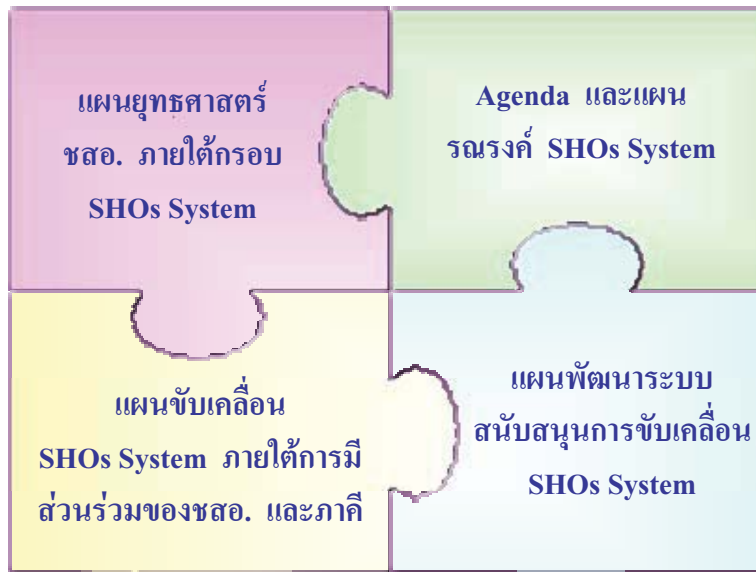 แผนยุทธศาสตร์
ชสอ. ภายใต้กรอบ
SHOs System
Agenda และแผน
รณรงค์ SHOs System
แผนขับเคลื่อน
SHOs System ภายใต้การมี
ส่วนร่วมของชสอ. และภาคี
แผนพัฒนาระบบ
สนับสนุนการขับเคลื่อน
SHOs System